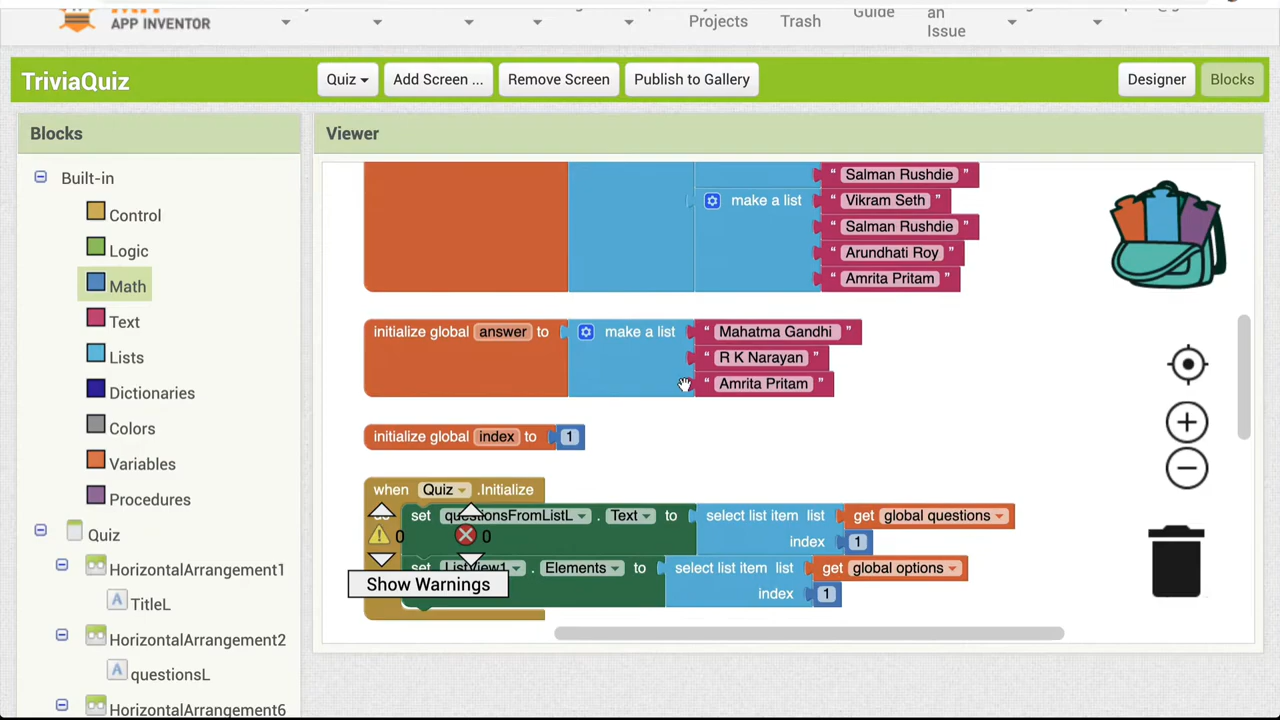 APP INVENTOR
Projects
Trash
Guide
an
Issue
TriviaQuiz
Quiz
Add Screen ...
Remove Screen
Publish to Gallery
Designer
Blocks
Blocks
Viewer
Built-in
Control
Logic
Math
Text
Lists
Dictionaries
Colors
Variables
Procedures
Quiz
HorizontalArrangement1
TitleL
HorizontalArrangement2
questionsL
HorizontalArrangement6
“ Salman Rushdie ”
make a list “ Vikram Seth ”
“ Salman Rushdie ”
“ Arundhati Roy ”
“ Amrita Pritam ”
initialize global answer to make a list “ Mahatma Gandhi ”
“ R K Narayan ”
“ Amrita Pritam ”
initialize global index to 1
when Quiz .Initialize
set questionsFromListL . Text to select list item list get global questions
0 0 index 1
set ListView1 . Elements to select list item list get global options
Show Warnings index 1